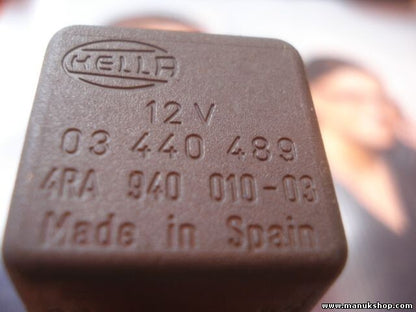 HELLA
12 V
03 440 489
4RA 940 010-03
Made in Spain
www.manukshop.com